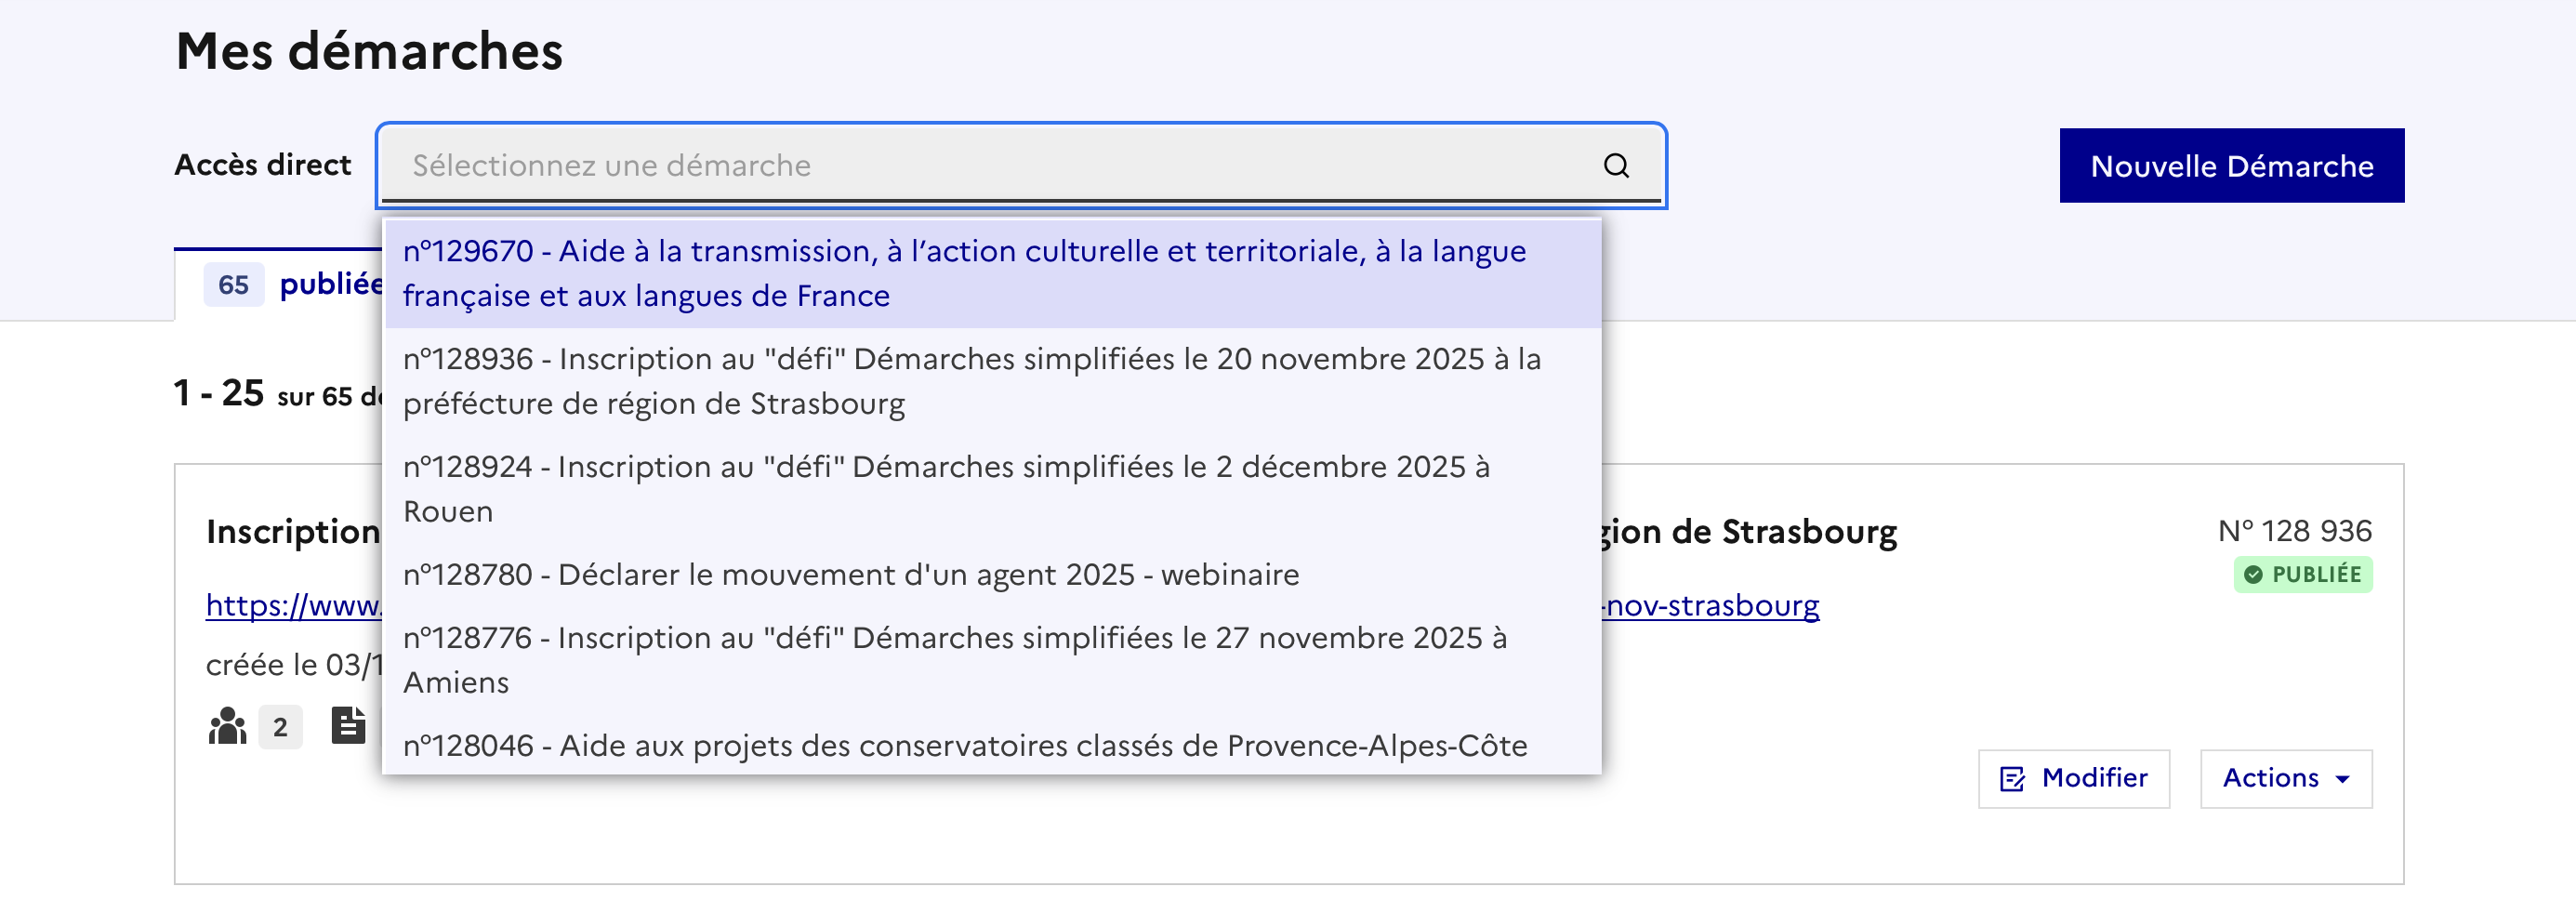 Mes démarches
Accès direct
Sélectionnez une démarche
Nouvelle Démarche
n°129670 - Aide à la transmission, à l’action culturelle et territoriale, à la langue
française et aux langues de France
65 publiée
n°128936 - Inscription au "défi" Démarches simplifiées le 20 novembre 2025 à la
préfécture de région de Strasbourg
1 - 25 sur 65
n°128924 - Inscription au "défi" Démarches simplifiées le 2 décembre 2025 à
Rouen
Inscription
gion de Strasbourg
N° 128 936
PUBLIÉE
n°128780 - Déclarer le mouvement d'un agent 2025 - webinaire
https://www.
-nov-strasbourg
n°128776 - Inscription au "défi" Démarches simplifiées le 27 novembre 2025 à
Amiens
créée le 03/1
2
n°128046 - Aide aux projets des conservatoires classés de Provence-Alpes-Côte
Modifier
Actions